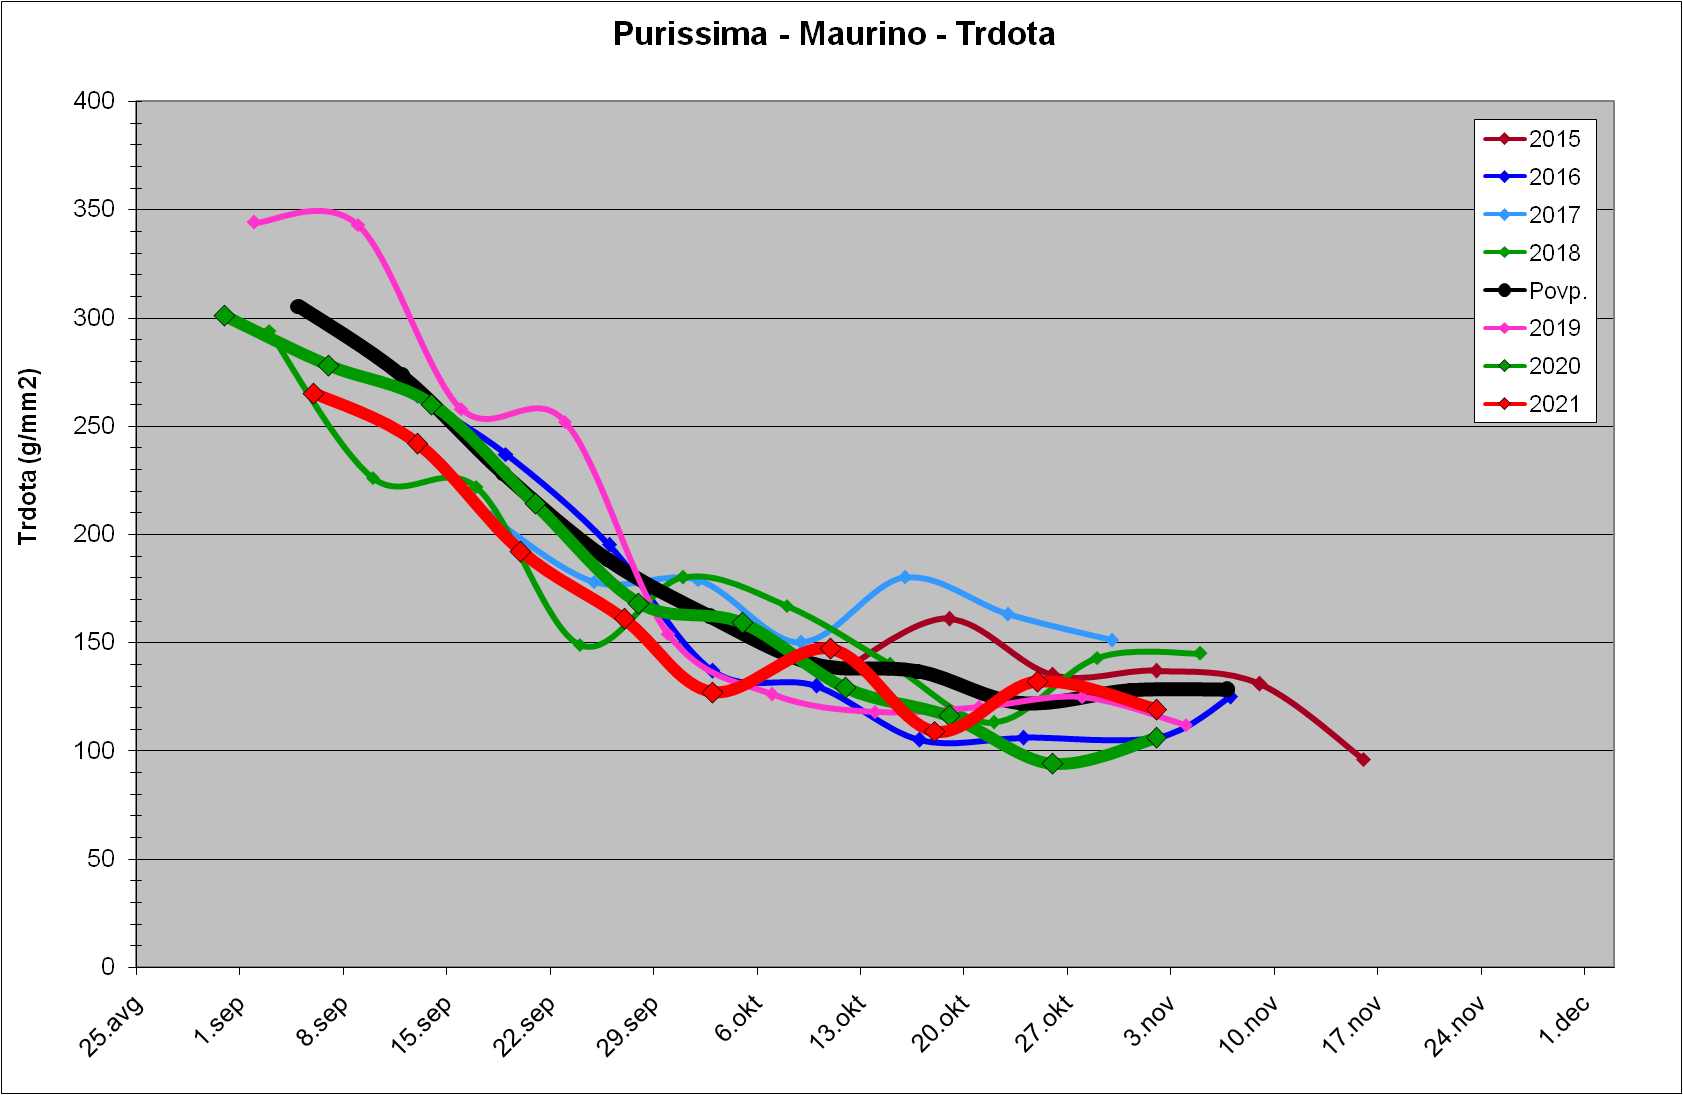 Purissima - Maurino - Trdota
Trdota (g/mm2)
400
350
300
250
200
150
100
50
0
25.avg
1.sep
8.sep
15.sep
22.sep
29.sep
6.okt
13.okt
20.okt
27.okt
3.nov
10.nov
17.nov
24.nov
1.dec
2015
2016
2017
2018
Povp.
2019
2020
2021